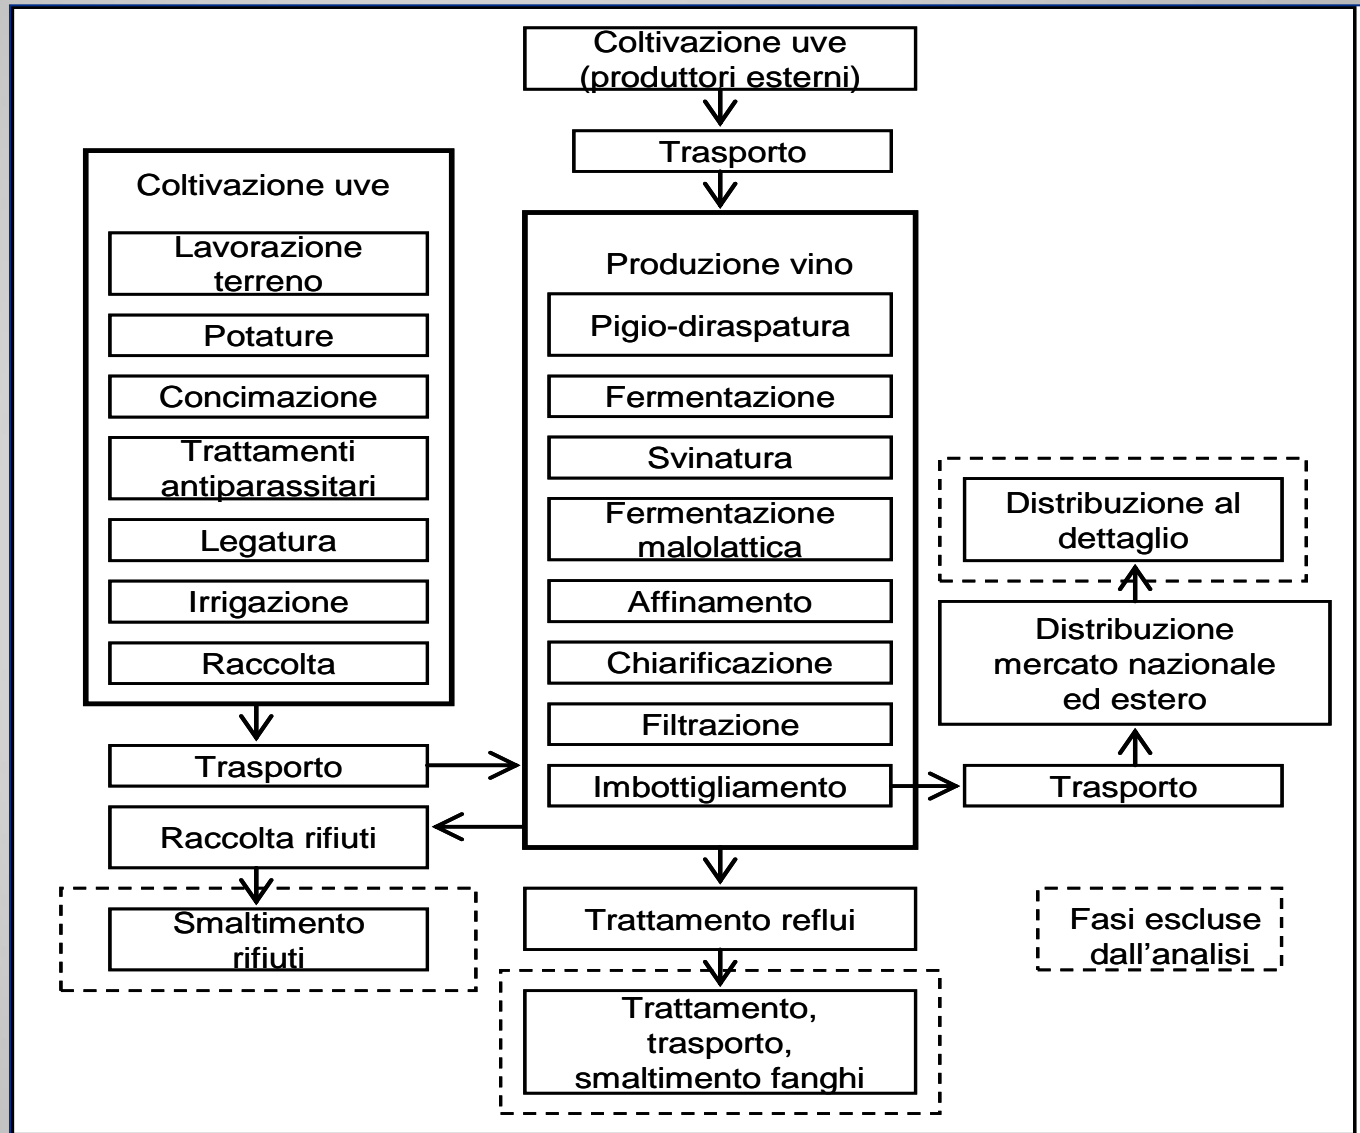 Coltivazione uve
(produttori esterni)
Trasporto
Coltivazione uve
Lavorazione
terreno
Potature
Concimazione
Trattamenti
antiparassitari
Legatura
Irrigazione
Raccolta
Trasporto
Raccolta rifiuti
Smaltimento
rifiuti
Produzione vino
Pigio-diraspatura
Fermentazione
Svinatura
Fermentazione
malolattica
Affinamento
Chiarificazione
Filtrazione
Imbottigliamento
Trattamento reflui
Trattamento,
trasporto,
smaltimento fanghi
Distribuzione al
dettaglio
Distribuzione
mercato nazionale
ed estero
Trasporto
Fasi escluse
dall'analisi